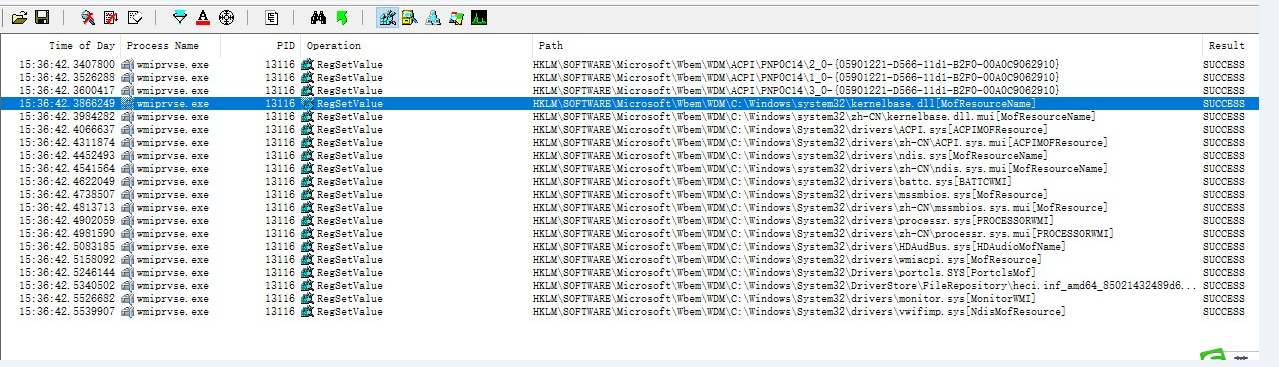 Time of Day Process Name PID Operation Path Result
15:36:42.3407800 wmiprvse.exe 13116 RegSetValue HKLM\SOFTWARE\Microsoft\Wbem\WDM\ACPI\PNP0C14\2_0-{05901221-D566-11d1-B2F0-00A0C9062910} SUCCESS
15:36:42.3526288 wmiprvse.exe 13116 RegSetValue HKLM\SOFTWARE\Microsoft\Wbem\WDM\ACPI\PNP0C14\1_0-{05901221-D566-11d1-B2F0-00A0C9062910} SUCCESS
15:36:42.3600417 wmiprvse.exe 13116 RegSetValue HKLM\SOFTWARE\Microsoft\Wbem\WDM\ACPI\PNP0C14\3_0-{05901221-D566-11d1-B2F0-00A0C9062910} SUCCESS
15:36:42.3866249 wmiprvse.exe 13116 RegSetValue HKLM\SOFTWARE\Microsoft\Wbem\WDM\C:\Windows\system32\kernelbase.dll[MofResourceName] SUCCESS
15:36:42.3984282 wmiprvse.exe 13116 RegSetValue HKLM\SOFTWARE\Microsoft\Wbem\WDM\C:\Windows\system32\zh-CN\kernelbase.dll.mui[MofResourceName] SUCCESS
15:36:42.4066637 wmiprvse.exe 13116 RegSetValue HKLM\SOFTWARE\Microsoft\Wbem\WDM\C:\Windows\system32\drivers\ACPI.sys[ACPIMOFResource] SUCCESS
15:36:42.4311874 wmiprvse.exe 13116 RegSetValue HKLM\SOFTWARE\Microsoft\Wbem\WDM\C:\Windows\System32\drivers\zh-CN\ACPI.sys.mui[ACPIMOFResource] SUCCESS
15:36:42.4452493 wmiprvse.exe 13116 RegSetValue HKLM\SOFTWARE\Microsoft\Wbem\WDM\C:\Windows\system32\drivers\ndis.sys[MofResourceName] SUCCESS
15:36:42.4541564 wmiprvse.exe 13116 RegSetValue HKLM\SOFTWARE\Microsoft\Wbem\WDM\C:\Windows\System32\drivers\zh-CN\ndis.sys.mui[MofResourceName] SUCCESS
15:36:42.4622049 wmiprvse.exe 13116 RegSetValue HKLM\SOFTWARE\Microsoft\Wbem\WDM\C:\Windows\System32\drivers\battc.sys[BATTCWMI] SUCCESS
15:36:42.4738507 wmiprvse.exe 13116 RegSetValue HKLM\SOFTWARE\Microsoft\Wbem\WDM\C:\Windows\System32\drivers\mssmbios.sys[MofResource] SUCCESS
15:36:42.4813713 wmiprvse.exe 13116 RegSetValue HKLM\SOFTWARE\Microsoft\Wbem\WDM\C:\Windows\System32\drivers\zh-CN\mssmbios.sys.mui[MofResource] SUCCESS
15:36:42.4902059 wmiprvse.exe 13116 RegSetValue HKLM\SOFTWARE\Microsoft\Wbem\WDM\C:\Windows\System32\drivers\processr.sys[PROCESSORWMI] SUCCESS
15:36:42.4981590 wmiprvse.exe 13116 RegSetValue HKLM\SOFTWARE\Microsoft\Wbem\WDM\C:\Windows\System32\drivers\zh-CN\processr.sys.mui[PROCESSORWMI] SUCCESS
15:36:42.5083185 wmiprvse.exe 13116 RegSetValue HKLM\SOFTWARE\Microsoft\Wbem\WDM\C:\Windows\System32\drivers\HDAudBus.sys[HDAudioMofName] SUCCESS
15:36:42.5158092 wmiprvse.exe 13116 RegSetValue HKLM\SOFTWARE\Microsoft\Wbem\WDM\C:\Windows\System32\drivers\wmiacpi.sys[MofResource] SUCCESS
15:36:42.5246144 wmiprvse.exe 13116 RegSetValue HKLM\SOFTWARE\Microsoft\Wbem\WDM\C:\Windows\System32\drivers\portcls.SYS[PortclsMof] SUCCESS
15:36:42.5340502 wmiprvse.exe 13116 RegSetValue HKLM\SOFTWARE\Microsoft\Wbem\WDM\C:\Windows\System32\DriverStore\FileRepository\heci.inf_amd64_85021432489d6... SUCCESS
15:36:42.5526682 wmiprvse.exe 13116 RegSetValue HKLM\SOFTWARE\Microsoft\Wbem\WDM\C:\Windows\System32\drivers\monitor.sys[MonitorWMI] SUCCESS
15:36:42.5539907 wmiprvse.exe 13116 RegSetValue HKLM\SOFTWARE\Microsoft\Wbem\WDM\C:\Windows\System32\drivers\vwifimp.sys[NdisMofResource] SUCCESS